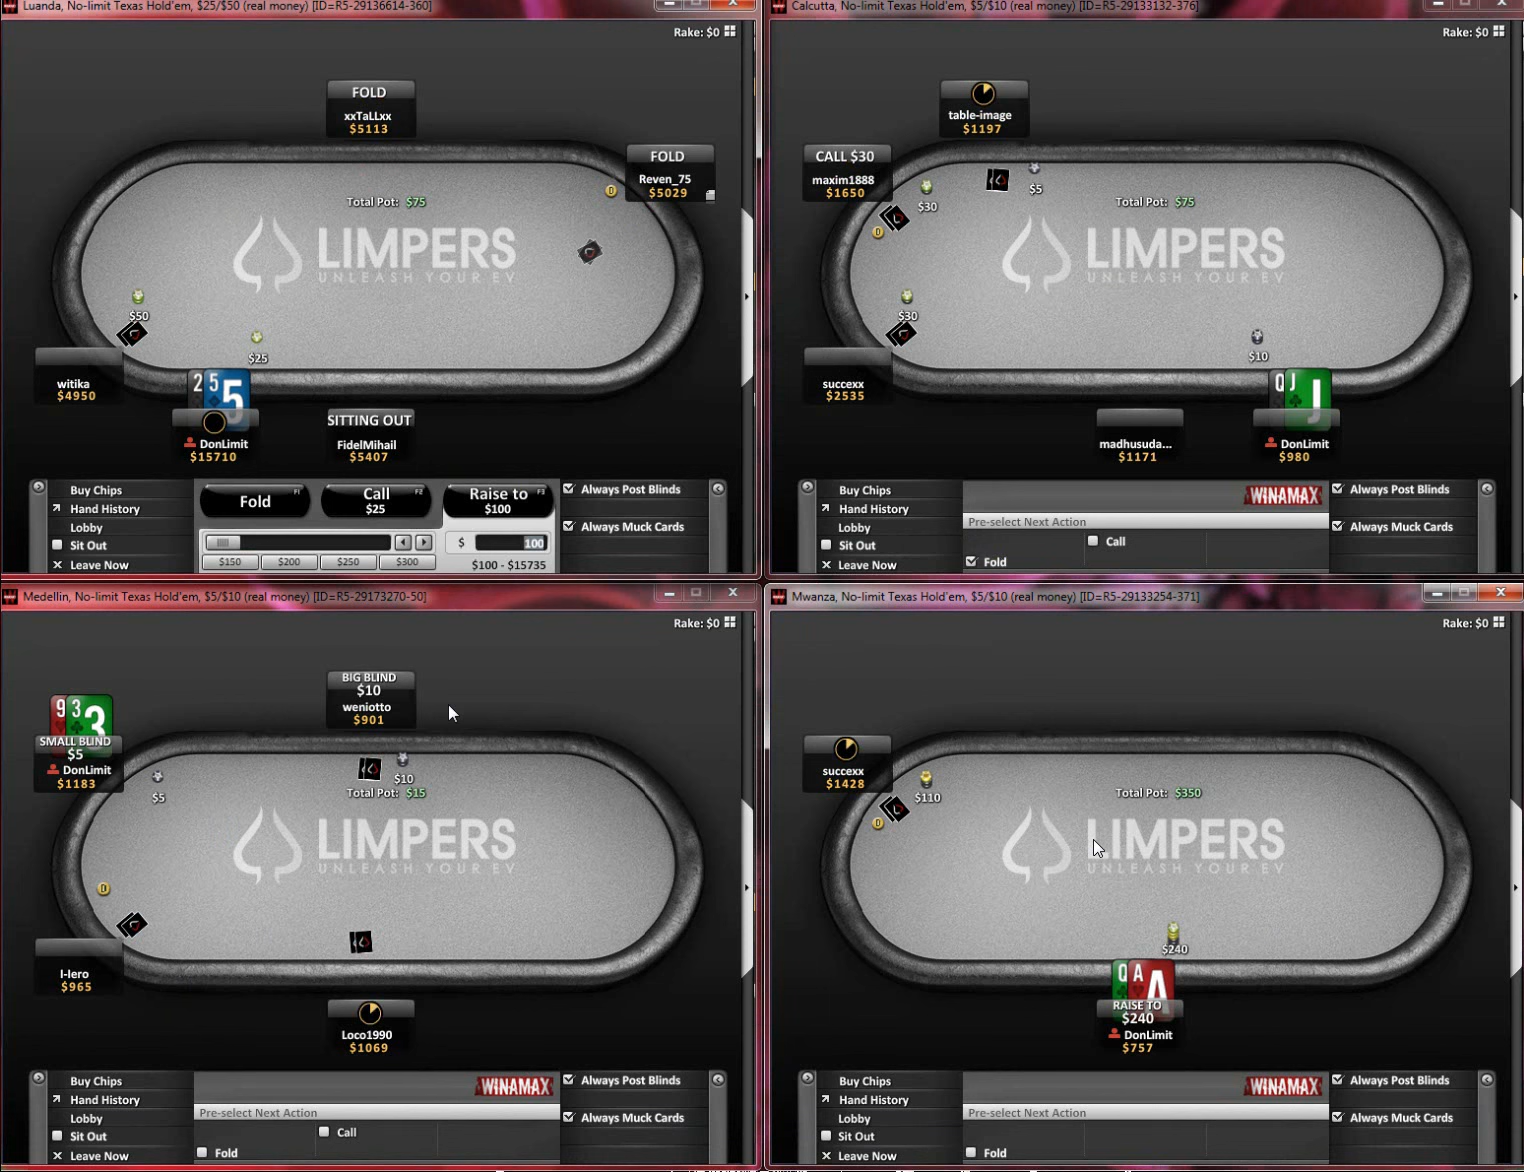 Luanda, No-limit Texas Hold'em, $25/$50 (real money) [ID=R5-29136614-360]
Rake: $0
FOLD
xxTaLLxx
$5113
FOLD
Reven_75
$5029
D
Total Pot: $75
LIMPERS
UNLEASH YOUR EV
$50
$25
witika
$4950
2 5 5
DonLimit
$15710
SITTING OUT
FidelMihail
$5407
Buy Chips
Hand History
Lobby
Sit Out
Leave Now
Fold F1
Call F2
$25
Raise to F3
$100
$ 100
$150 $200 $250 $300
$100 - $15735
Always Post Blinds
Always Muck Cards
Calcutta, No-limit Texas Hold'em, $5/$10 (real money) [ID=R5-29133132-376]
Rake: $0
table-image
$1197
CALL $30
maxim1888
$1650
$5
$30
D
Total Pot: $75
LIMPERS
UNLEASH YOUR EV
$30
$10
succexx
$2535
madhusuda...
$1171
Q J J
DonLimit
$980
Buy Chips
Hand History
Lobby
Sit Out
Leave Now
WINAMAX
Pre-select Next Action
Call
Fold
Always Post Blinds
Always Muck Cards
Medellin, No-limit Texas Hold'em, $5/$10 (real money) [ID=R5-29173270-50]
Rake: $0
BIG BLIND
$10
weniotto
$901
9 3 3
SMALL BLIND
$5
DonLimit
$1183
$5
$10
Total Pot: $15
LIMPERS
UNLEASH YOUR EV
D
$965
Loco1990
$1069
Buy Chips
Hand History
Lobby
Sit Out
Leave Now
WINAMAX
Pre-select Next Action
Call
Fold
Always Post Blinds
Always Muck Cards
Mwanza, No-limit Texas Hold'em, $5/$10 (real money) [ID=R5-29133254-371]
Rake: $0
succexx
$1428
$110
D
Total Pot: $350
LIMPERS
UNLEASH YOUR EV
$240
Q A A
RAISE TO
$240
DonLimit
$757
Buy Chips
Hand History
Lobby
Sit Out
Leave Now
WINAMAX
Pre-select Next Action
Fold
Always Post Blinds
Always Muck Cards